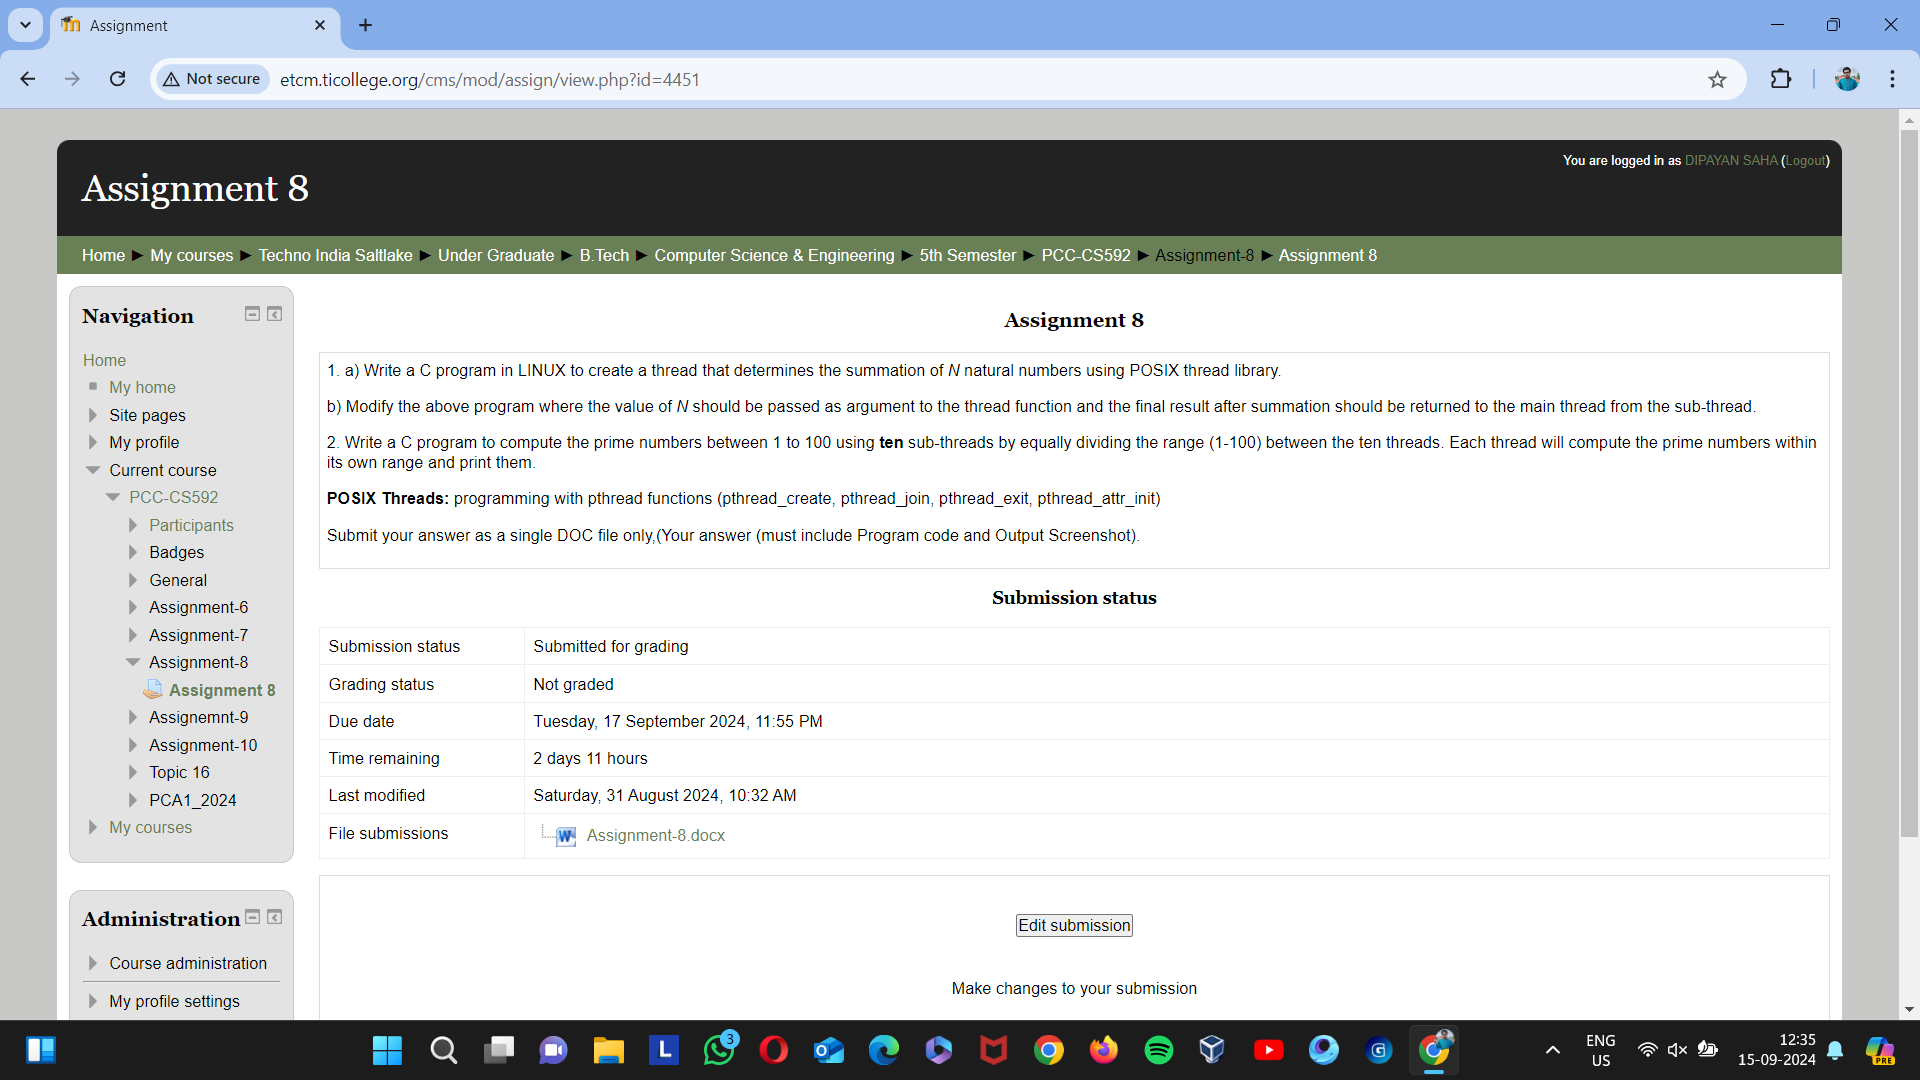 Assignment
Not secure
etcm.ticollege.org/cms/mod/assign/view.php?id=4451
You are logged in as DIPAYAN SAHA (Logout)
Assignment 8
Home ► My courses ► Techno India Saltlake ► Under Graduate ► B.Tech ► Computer Science & Engineering ► 5th Semester ► PCC-CS592 ► Assignment-8 ► Assignment 8
Navigation
Home
My home
Site pages
My profile
Current course
PCC-CS592
Participants
Badges
General
Assignment-6
Assignment-7
Assignment-8
Assignment 8
Assignemnt-9
Assignment-10
Topic 16
PCA1_2024
My courses
Administration
Course administration
My profile settings
Assignment 8
1. a) Write a C program in LINUX to create a thread that determines the summation of N natural numbers using POSIX thread library.
b) Modify the above program where the value of N should be passed as argument to the thread function and the final result after summation should be returned to the main thread from the sub-thread.
2. Write a C program to compute the prime numbers between 1 to 100 using ten sub-threads by equally dividing the range (1-100) between the ten threads. Each thread will compute the prime numbers within
its own range and print them.
POSIX Threads: programming with pthread functions (pthread_create, pthread_join, pthread_exit, pthread_attr_init)
Submit your answer as a single DOC file only,(Your answer (must include Program code and Output Screenshot).
Submission status
Submission status Submitted for grading
Grading status Not graded
Due date Tuesday, 17 September 2024, 11:55 PM
Time remaining 2 days 11 hours
Last modified Saturday, 31 August 2024, 10:32 AM
File submissions Assignment-8.docx
Edit submission
Make changes to your submission
3
ENG
US
12:35
15-09-2024
PRE